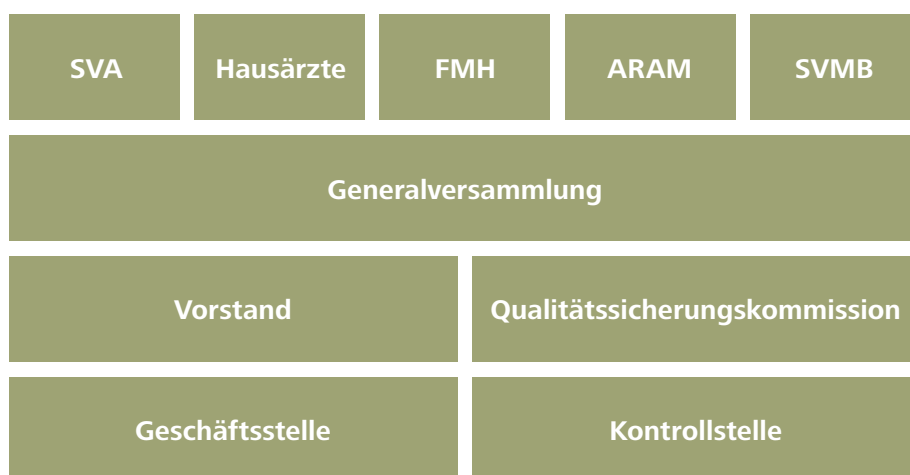 SVA
Hausärzte
FMH
ARAM
SVMB
Generalversammlung
Vorstand
Qualitätssicherungskommission
Geschäftsstelle
Kontrollstelle